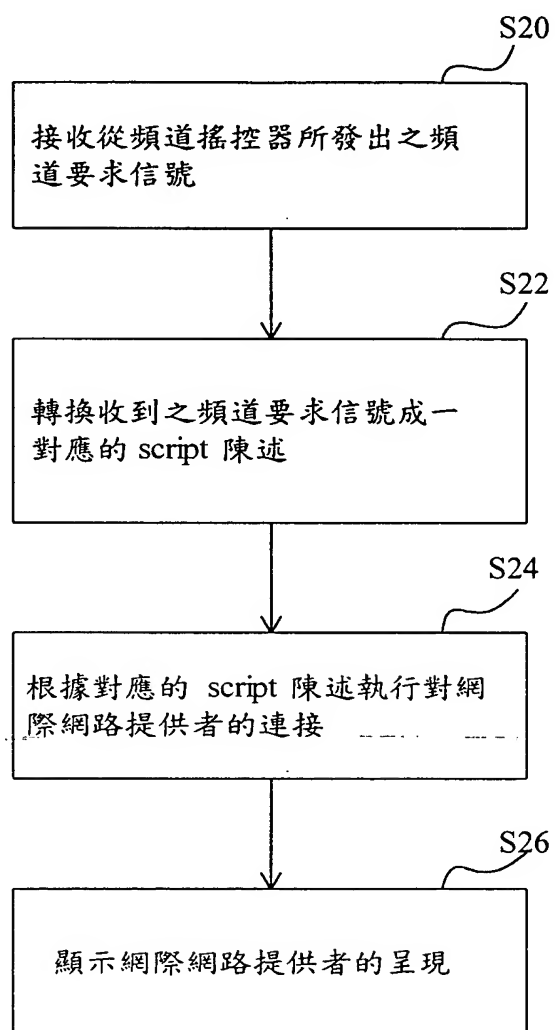 S20
接收從頻道搖控器所發出之頻
道要求信號
S22
轉換收到之頻道要求信號成一
對應的 script 陳述
S24
根據對應的 script 陳述執行對網
際網路提供者的連接
S26
顯示網際網路提供者的呈現